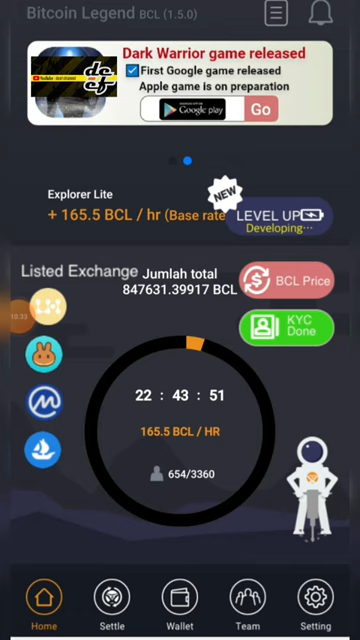 Bitcoin Legend BCL (1.5.0)
Dark Warrior game released
First Google game released
Apple game is on preparation
Google play
Go
Explorer Lite
NEW
+ 165.5 BCL / hr (Base rate
LEVEL UP
Developing···
Listed Exchange
Jumlah total
847631.39917 BCL
BCL Price
10:33
KYC
Done
22 : 43 : 51
165.5 BCL / HR
654/3360
Home
Settle
Wallet
Team
Setting